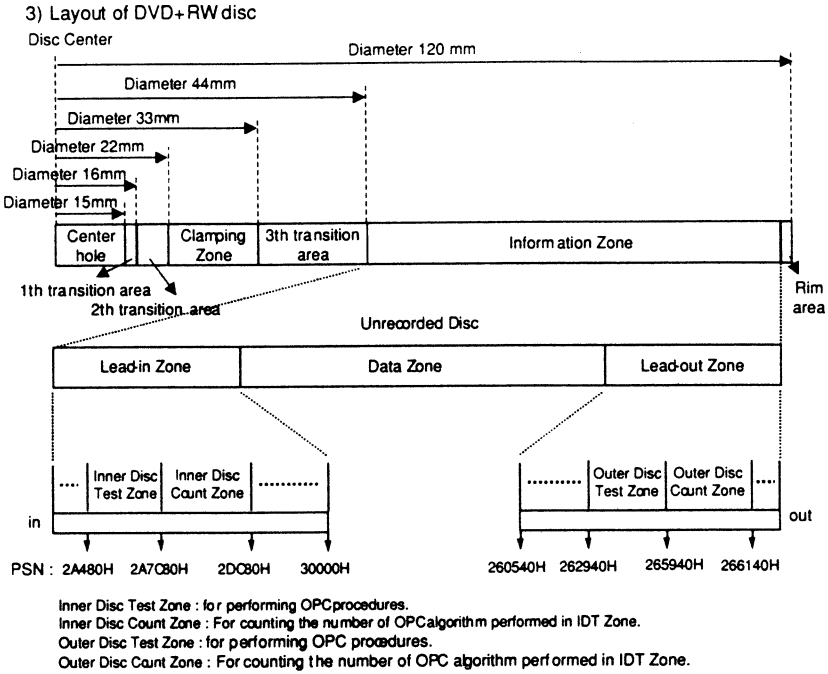 3) Layout of DVD+RW disc
Disc Center
Diameter 120 mm
Diameter 44mm
Diameter 33mm
Diameter 22mm
Diameter 16mm
Diameter 15mm
Center hole
Clamping Zone
3th transition area
Information Zone
1th transition area
2th transition area
Rim area
Unrecorded Disc
Lead-in Zone
Data Zone
Lead-out Zone
Inner Disc Test Zone
Inner Disc Count Zone
Outer Disc Test Zone
Outer Disc Count Zone
in
out
PSN : 2A480H 2A7C80H 2DC80H 30000H 260540H 262940H 265940H 266140H
Inner Disc Test Zone : for performing OPC procedures.
Inner Disc Count Zone : For counting the number of OPC algorithm performed in IDT Zone.
Outer Disc Test Zone : for performing OPC procedures.
Outer Disc Count Zone : For counting the number of OPC algorithm performed in IDT Zone.